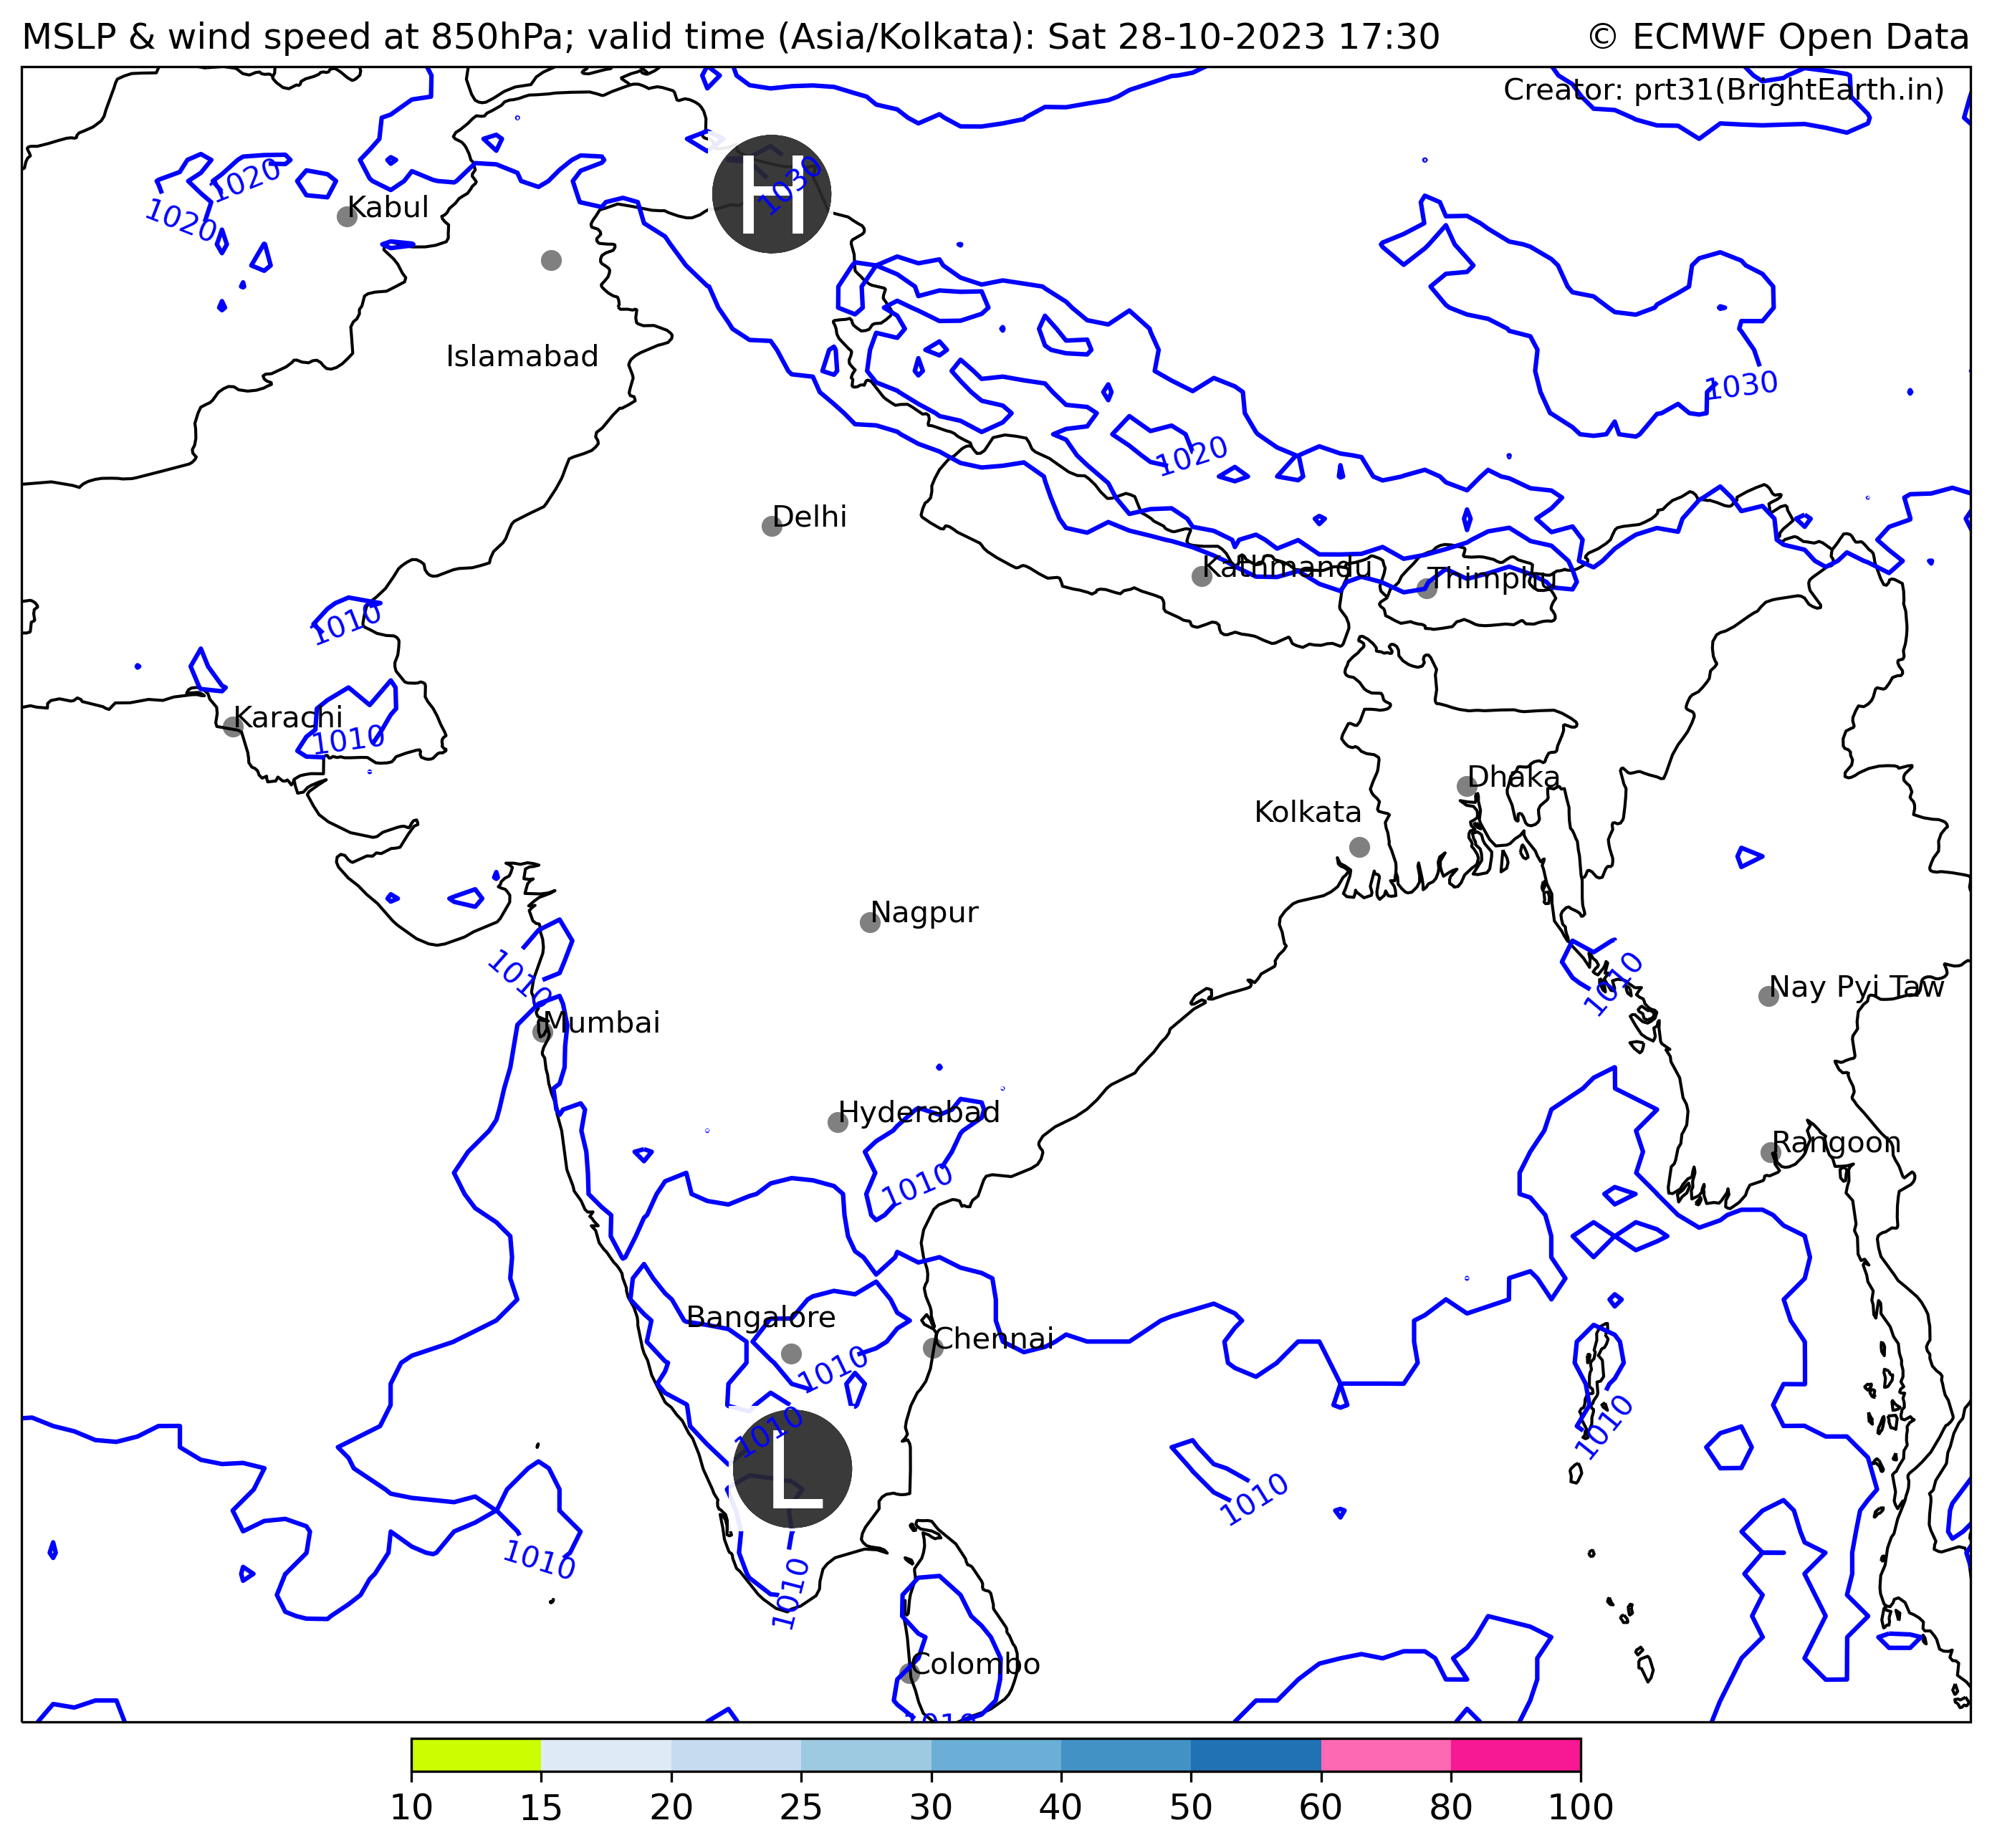 MSLP & wind speed at 850hPa; valid time (Asia/Kolkata): Sat 28-10-2023 17:30
© ECMWF Open Data
Creator: prt31(BrightEarth.in)
H
1030
1020
1020
Kabul
Islamabad
1030
1020
Delhi
Kathmandu
Thimphu
1010
Karachi
1010
Dhaka
Kolkata
Nagpur
1010
1010
Nay Pyi Taw
Mumbai
Hyderabad
Rangoon
1010
Bangalore
Chennai
1010
1010
1010
L
1010
1010
1010
Colombo
1010
10 15 20 25 30 40 50 60 80 100